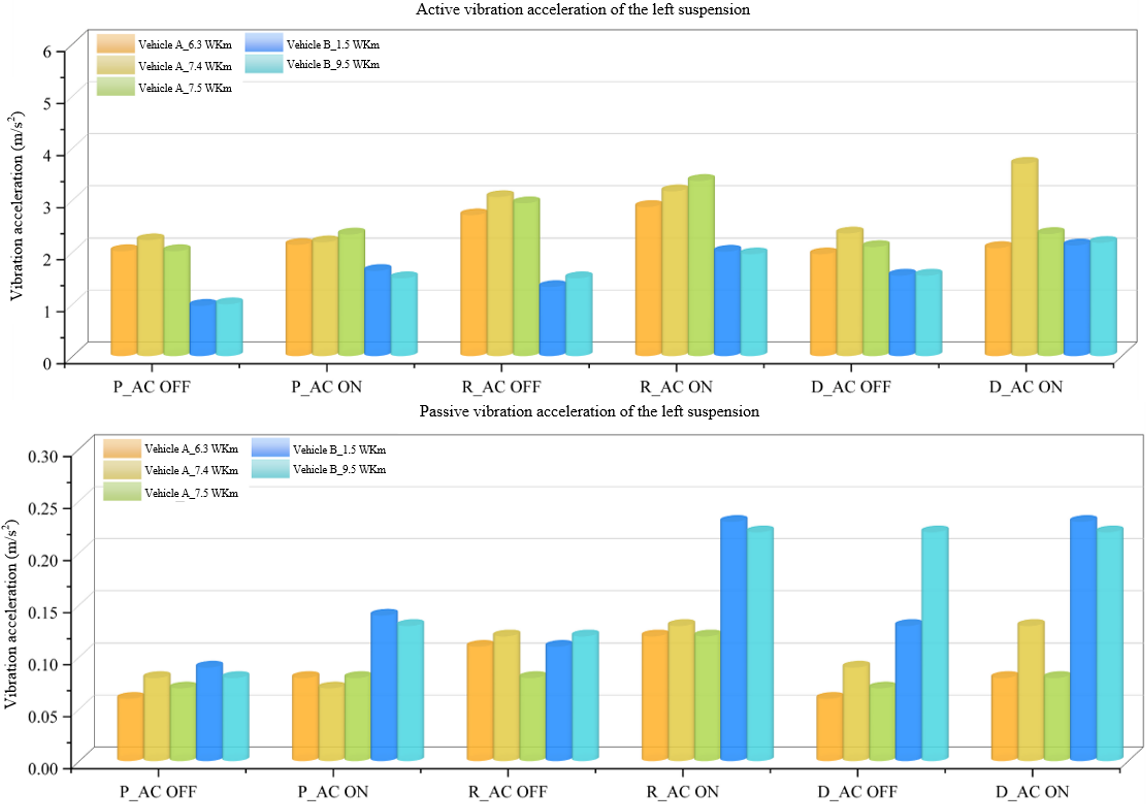 Active vibration acceleration of the left suspension
Vehicle A_6.3 WKm
Vehicle B_1.5 WKm
Vehicle A_7.4 WKm
Vehicle B_9.5 WKm
Vehicle A_7.5 WKm
Vibration acceleration (m/s²)
6
5
4
3
2
1
0
P_AC OFF
P_AC ON
R_AC OFF
R_AC ON
D_AC OFF
D_AC ON
Passive vibration acceleration of the left suspension
Vehicle A_6.3 WKm
Vehicle B_1.5 WKm
Vehicle A_7.4 WKm
Vehicle B_9.5 WKm
Vehicle A_7.5 WKm
Vibration acceleration (m/s²)
0.30
0.25
0.20
0.15
0.10
0.05
0.00
P_AC OFF
P_AC ON
R_AC OFF
R_AC ON
D_AC OFF
D_AC ON